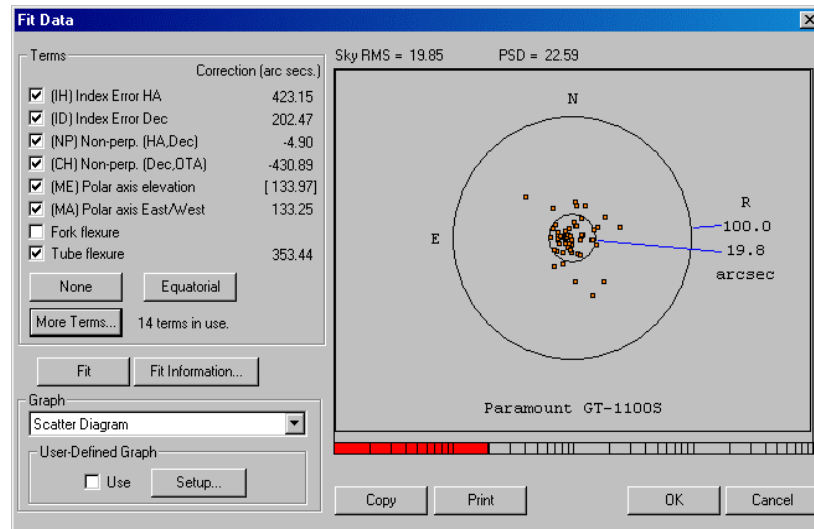 Fit Data
Terms
Correction (arc secs.)
(IH) Index Error HA 423.15
(ID) Index Error Dec 202.47
(NP) Non-perp. (HA,Dec) -4.90
(CH) Non-perp. (Dec,OTA) -430.89
(ME) Polar axis elevation [ 133.97]
(MA) Polar axis East/West 133.25
Fork flexure
Tube flexure 353.44
None Equatorial
More Terms... 14 terms in use.
Fit Fit Information...
Graph
Scatter Diagram
User-Defined Graph
Use Setup...
Sky RMS = 19.85 PSD = 22.59
N
R
100.0
E
19.8
arcsec
Paramount GT-1100S
Copy Print OK Cancel